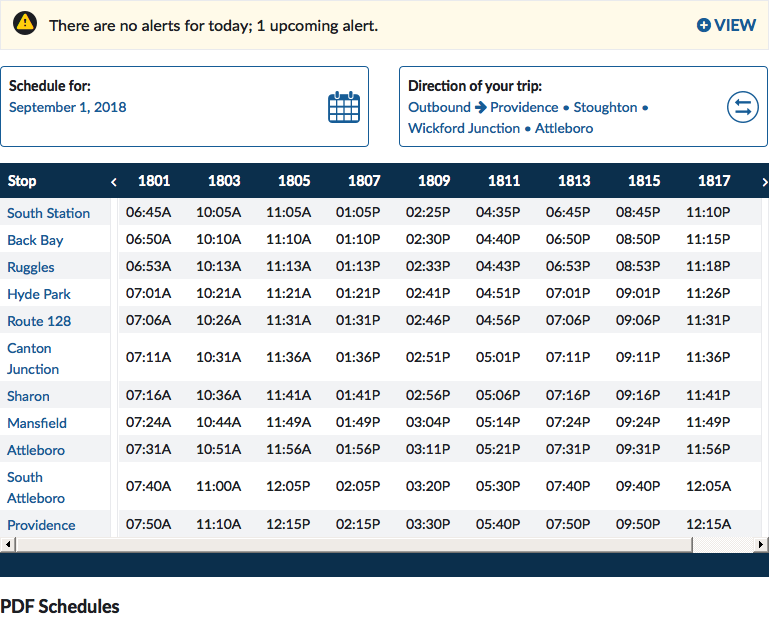 There are no alerts for today; 1 upcoming alert. VIEW
Schedule for:
September 1, 2018
Direction of your trip:
Outbound → Providence • Stoughton •
Wickford Junction • Attleboro
Stop < 1801 1803 1805 1807 1809 1811 1813 1815 1817 >
South Station 06:45A 10:05A 11:05A 01:05P 02:25P 04:35P 06:45P 08:45P 11:10P
Back Bay 06:50A 10:10A 11:10A 01:10P 02:30P 04:40P 06:50P 08:50P 11:15P
Ruggles 06:53A 10:13A 11:13A 01:13P 02:33P 04:43P 06:53P 08:53P 11:18P
Hyde Park 07:01A 10:21A 11:21A 01:21P 02:41P 04:51P 07:01P 09:01P 11:26P
Route 128 07:06A 10:26A 11:31A 01:31P 02:46P 04:56P 07:06P 09:06P 11:31P
Canton
Junction 07:11A 10:31A 11:36A 01:36P 02:51P 05:01P 07:11P 09:11P 11:36P
Sharon 07:16A 10:36A 11:41A 01:41P 02:56P 05:06P 07:16P 09:16P 11:41P
Mansfield 07:24A 10:44A 11:49A 01:49P 03:04P 05:14P 07:24P 09:24P 11:49P
Attleboro 07:31A 10:51A 11:56A 01:56P 03:11P 05:21P 07:31P 09:31P 11:56P
South
Attleboro 07:40A 11:00A 12:05P 02:05P 03:20P 05:30P 07:40P 09:40P 12:05A
Providence 07:50A 11:10A 12:15P 02:15P 03:30P 05:40P 07:50P 09:50P 12:15A
PDF Schedules